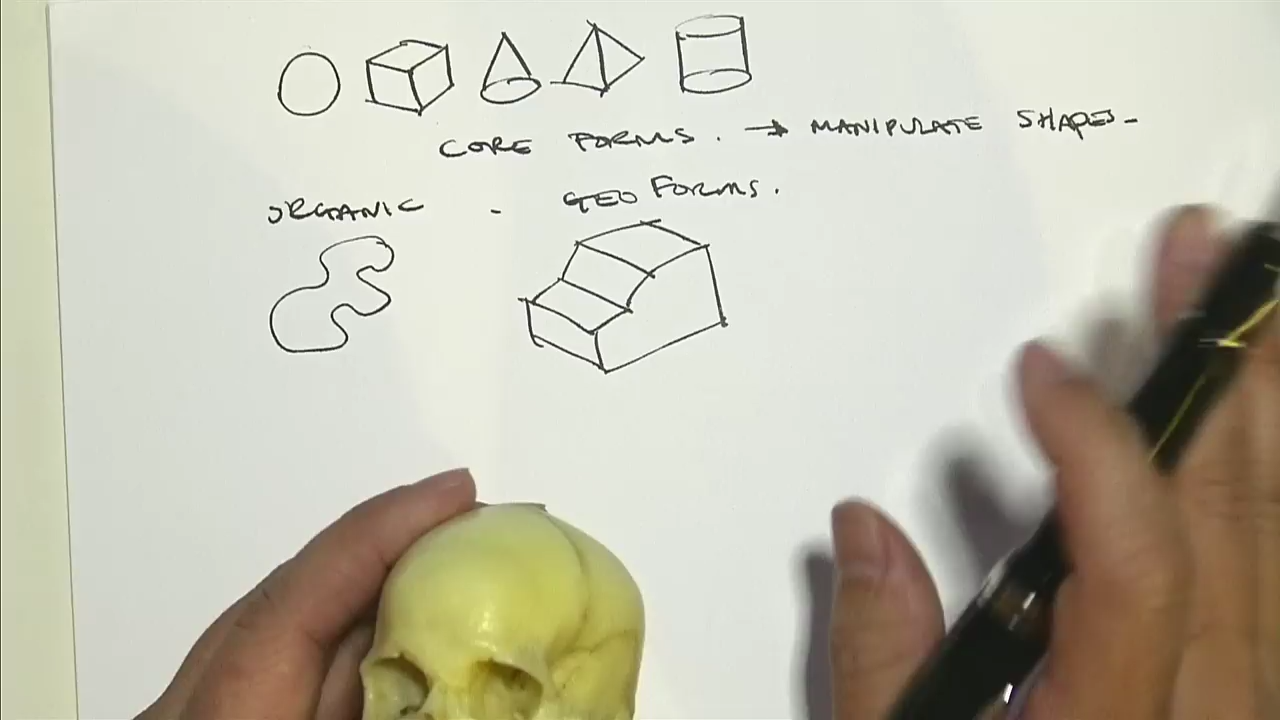 CORE FORMS. → MANIPULATE SHAPES-
ORGANIC - GEO FORMS.